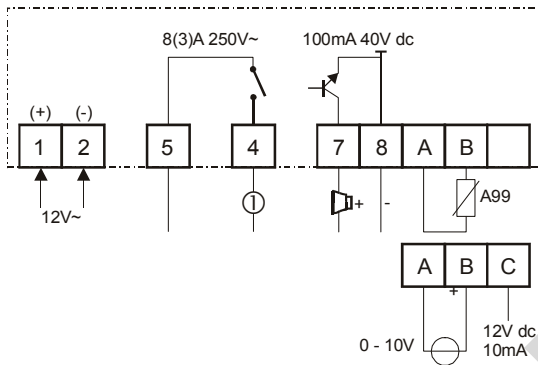 8(3)A 250V~ 100mA 40V dc
(+) (-)
1 2 5 4 7 8 A B
12V~ ① + - A99
A B C
+
0 - 10V 12V dc
10mA